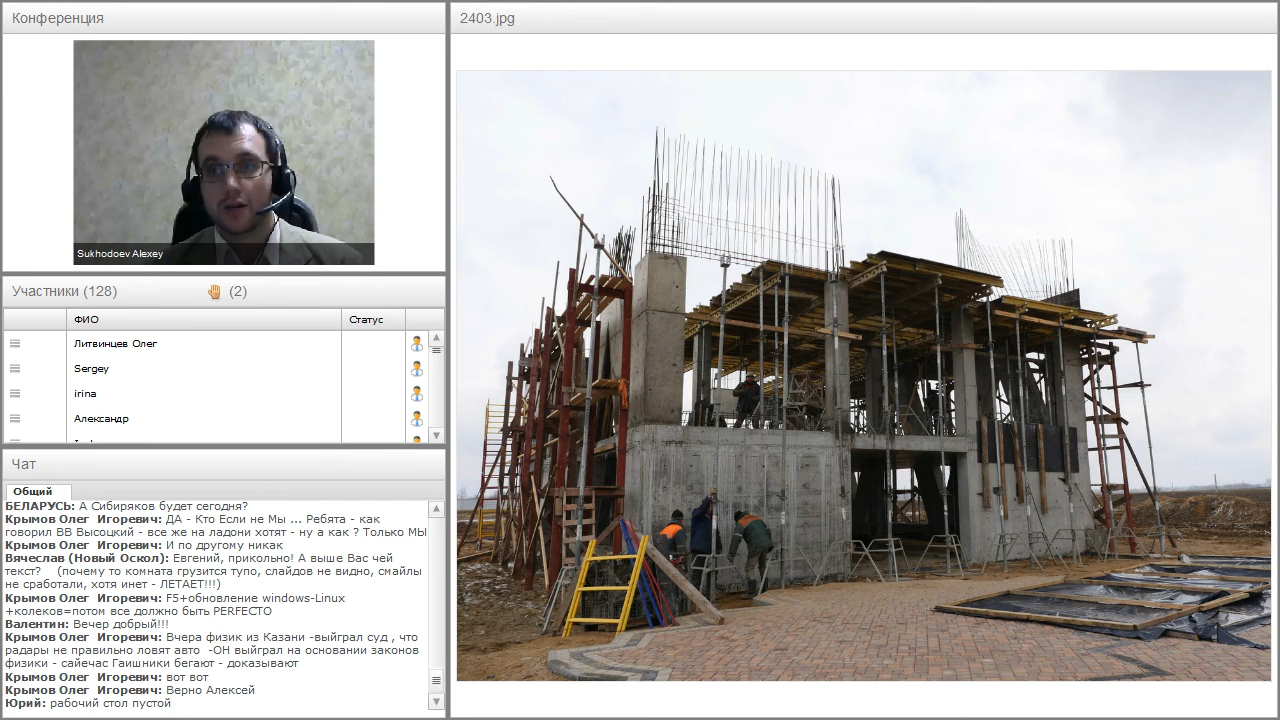 Конференция
Sukhodoev Alexey
Участники (128)
(2)
ФИО
Статус
Литвинцев Олег
Sergey
irina
Александр
Чат
Общий
БЕЛАРУСЬ: А Сибиряков будет сегодня?
Крымов Олег Игоревич: ДА - Кто Если не Мы ... Ребята - как
говорил ВВ Высоцкий - все же на ладони хотят - ну а как ? Только МЫ
Крымов Олег Игоревич: И по другому никак
Вячеслав (Новый Оскол): Евгений, прикольно! А выше Вас чей
текст? (почему то комната грузится тупо, слайдов не видно, смайлы
не сработали, хотя инет - ЛЕТАЕТ!!!)
Крымов Олег Игоревич: F5+обновление windows-Linux
+колеков=потом все должно быть PERFECTO
Валентин: Вечер добрый!!!
Крымов Олег Игоревич: Вчера физик из Казани -выйграл суд , что
радары не правильно ловят авто -ОН выйграл на основании законов
физики - сайечас Гаишники бегают - доказывают
Крымов Олег Игоревич: вот вот
Крымов Олег Игоревич: Верно Алексей
Юрий: рабочий стол пустой
2403.jpg